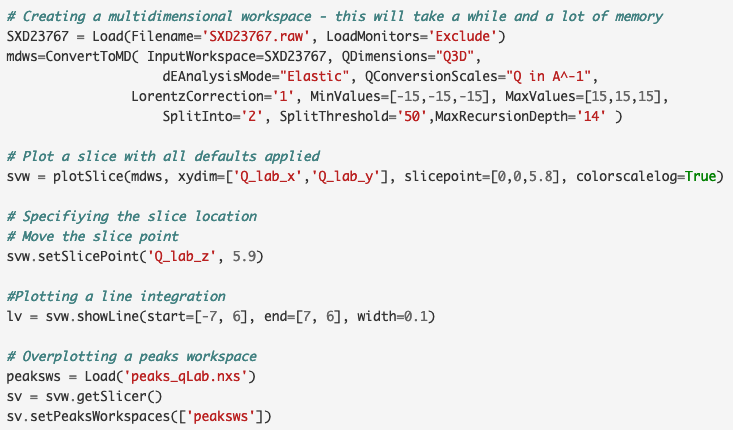 # Creating a multidimensional workspace - this will take a while and a lot of memory
SXD23767 = Load(Filename='SXD23767.raw', LoadMonitors='Exclude')
mdws=ConvertToMD( InputWorkspace=SXD23767, QDimensions="Q3D",
dEAnalysisMode="Elastic", QConversionScales="Q in A^-1",
LorentzCorrection='1', MinValues=[-15,-15,-15], MaxValues=[15,15,15],
SplitInto='2', SplitThreshold='50',MaxRecursionDepth='14' )
# Plot a slice with all defaults applied
svw = plotSlice(mdws, xydim=['Q_lab_x','Q_lab_y'], slicepoint=[0,0,5.8], colorscalelog=True)
# Specifiying the slice location
# Move the slice point
svw.setSlicePoint('Q_lab_z', 5.9)
#Plotting a line integration
lv = svw.showLine(start=[-7, 6], end=[7, 6], width=0.1)
# Overplotting a peaks workspace
peaksws = Load('peaks_qLab.nxs')
sv = svw.getSlicer()
sv.setPeaksWorkspaces(['peaksws'])